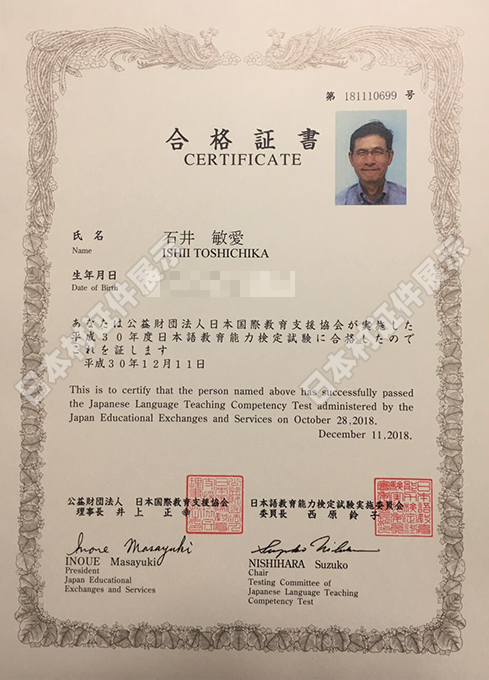 第 181110699 号
合格証書
CERTIFICATE
氏名 石井 敏愛
Name ISHII TOSHICHIKA
生年月日
Date of Birth
あなたは公益財団法人日本国際教育支援協会が実施した
平成30年度日本語教育能力検定試験に合格したので
これを証します
平成30年12月11日
This is to certify that the person named above has successfully passed
the Japanese Language Teaching Competency Test administered by the
Japan Educational Exchanges and Services on October 28,2018.
December 11,2018.
公益財団法人 日本国際教育支援協会
理事長 井上 正幸
日本語教育能力検定試験実施委員会
委員長 西原 鈴子
Inoue Masayuki
INOUE Masayuki
President
Japan Educational
Exchanges and Services
NISHIHARA Suzuko
Chair
Testing Committee of
Japanese Language Teaching
Competency Test